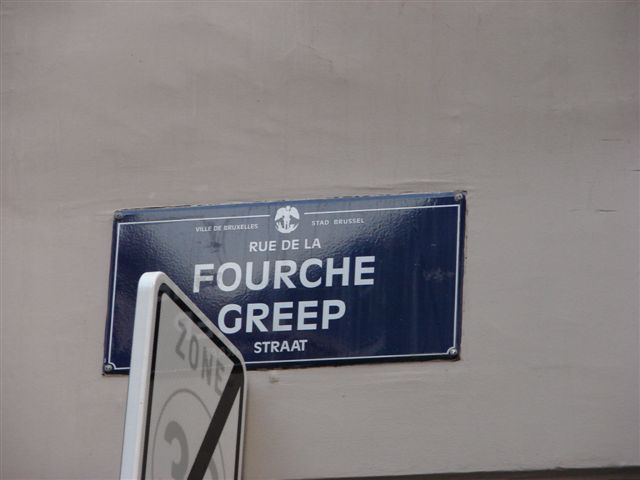 VILLE DE BRUXELLES STAD BRUSSEL
RUE DE LA
FOURCHE
GREEP
STRAAT
ZONE